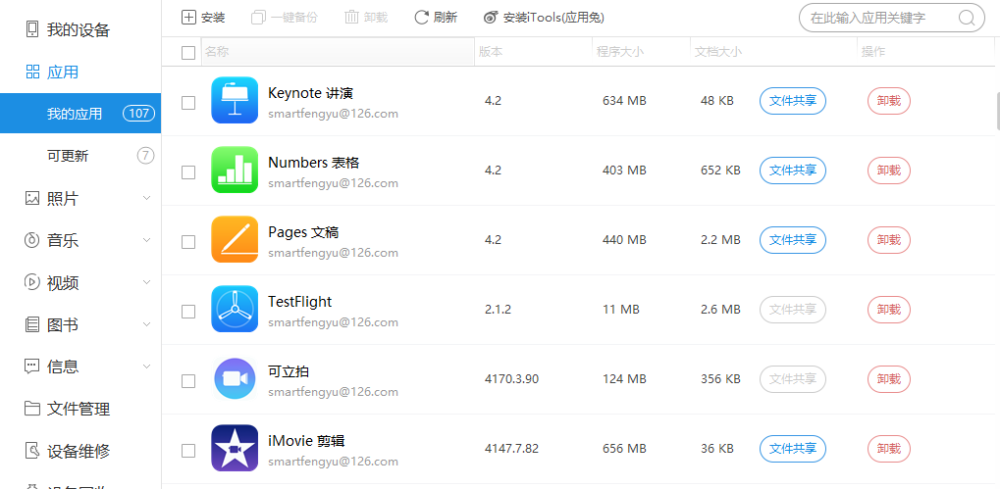 我的设备
应用
我的应用 107
可更新 7
照片
音乐
视频
图书
信息
文件管理
设备维修
安装 一键备份 卸载 刷新 安装iTools(应用兔) 在此输入应用关键字
名称 版本 程序大小 文档大小 操作
Keynote 讲演 4.2 634 MB 48 KB 文件共享 卸载
smartfengyu@126.com
Numbers 表格 4.2 403 MB 652 KB 文件共享 卸载
smartfengyu@126.com
Pages 文稿 4.2 440 MB 2.2 MB 文件共享 卸载
smartfengyu@126.com
TestFlight 2.1.2 11 MB 2.6 MB 文件共享 卸载
smartfengyu@126.com
可立拍 4170.3.90 124 MB 356 KB 文件共享 卸载
smartfengyu@126.com
iMovie 剪辑 4147.7.82 656 MB 36 KB 文件共享 卸载
smartfengyu@126.com